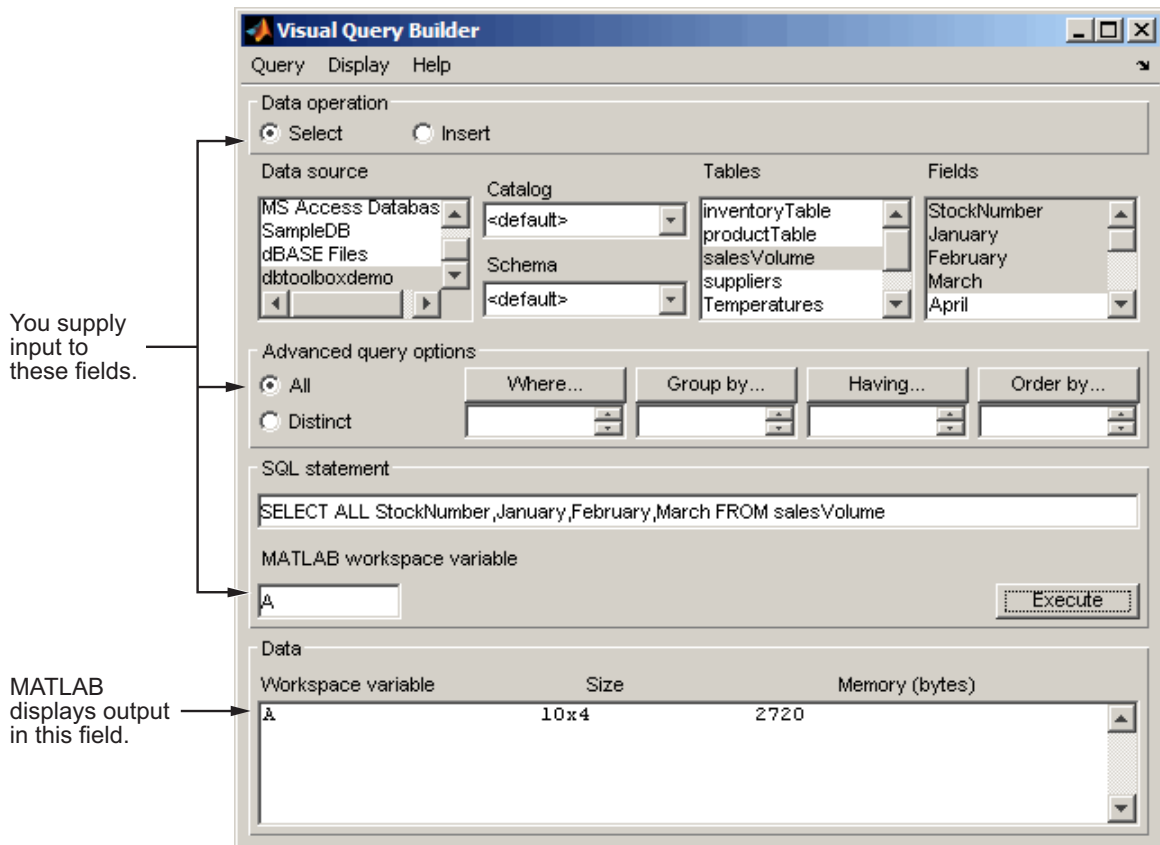 Visual Query Builder
Query Display Help
Data operation
Select Insert
Data source
Catalog
Tables
Fields
MS Access Databas
SampleDB
dBASE Files
dbtoolboxdemo
<default>
Schema
<default>
inventoryTable
productTable
salesVolume
suppliers
Temperatures
StockNumber
January
February
March
April
You supply
input to
these fields.
Advanced query options
All
Distinct
Where... Group by... Having... Order by...
SQL statement
SELECT ALL StockNumber,January,February,March FROM salesVolume
MATLAB workspace variable
A
Execute
Data
MATLAB
displays output
in this field.
Workspace variable Size Memory (bytes)
A 10x4 2720